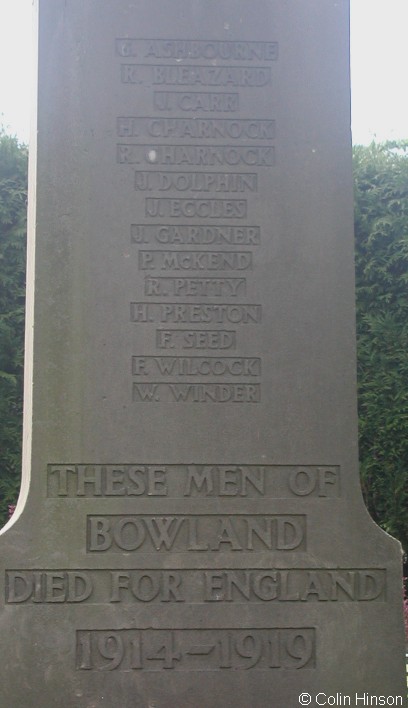 G. ASHBOURNE
R. BLEAZARD
J. CARR
H. CHARNOCK
R. CHARNOCK
J. DOLPHIN
J. ECCLES
J. GARDNER
P. McKEND
R. PETTY
H. PRESTON
F. SEED
F. WILCOCK
W. WINDER
THESE MEN OF
BOWLAND
DIED FOR ENGLAND
1914–1919
© Colin Hinson